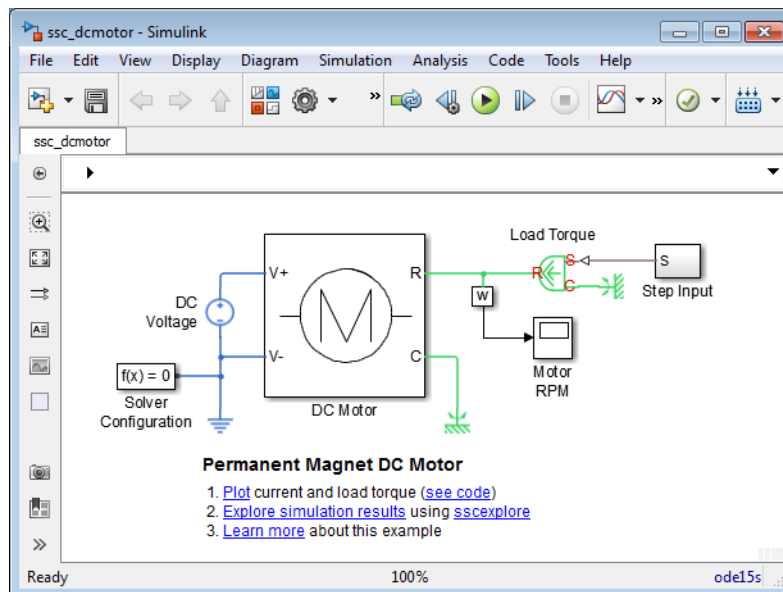 ssc_dcmotor - Simulink
File Edit View Display Diagram Simulation Analysis Code Tools Help
» »
ssc_dcmotor
Load Torque
V+ R R S S
C Step Input
DC
Voltage
w
M
V- C
f(x) = 0
Solver
Configuration
Motor
RPM
DC Motor
Permanent Magnet DC Motor
1. Plot current and load torque (see code)
2. Explore simulation results using sscexplore
3. Learn more about this example
Ready 100% ode15s